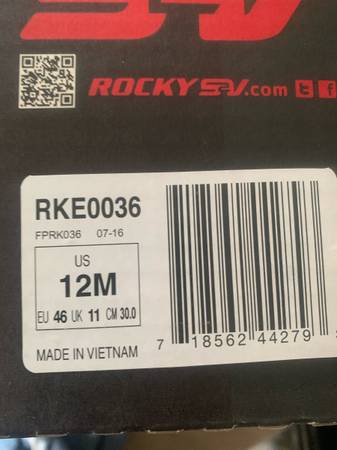 S2V
ROCKYS2V.com
RKE0036
FPRK036 07-16
US
12M
EU 46 UK 11 CM 30.0
MADE IN VIETNAM
7 18562 44279